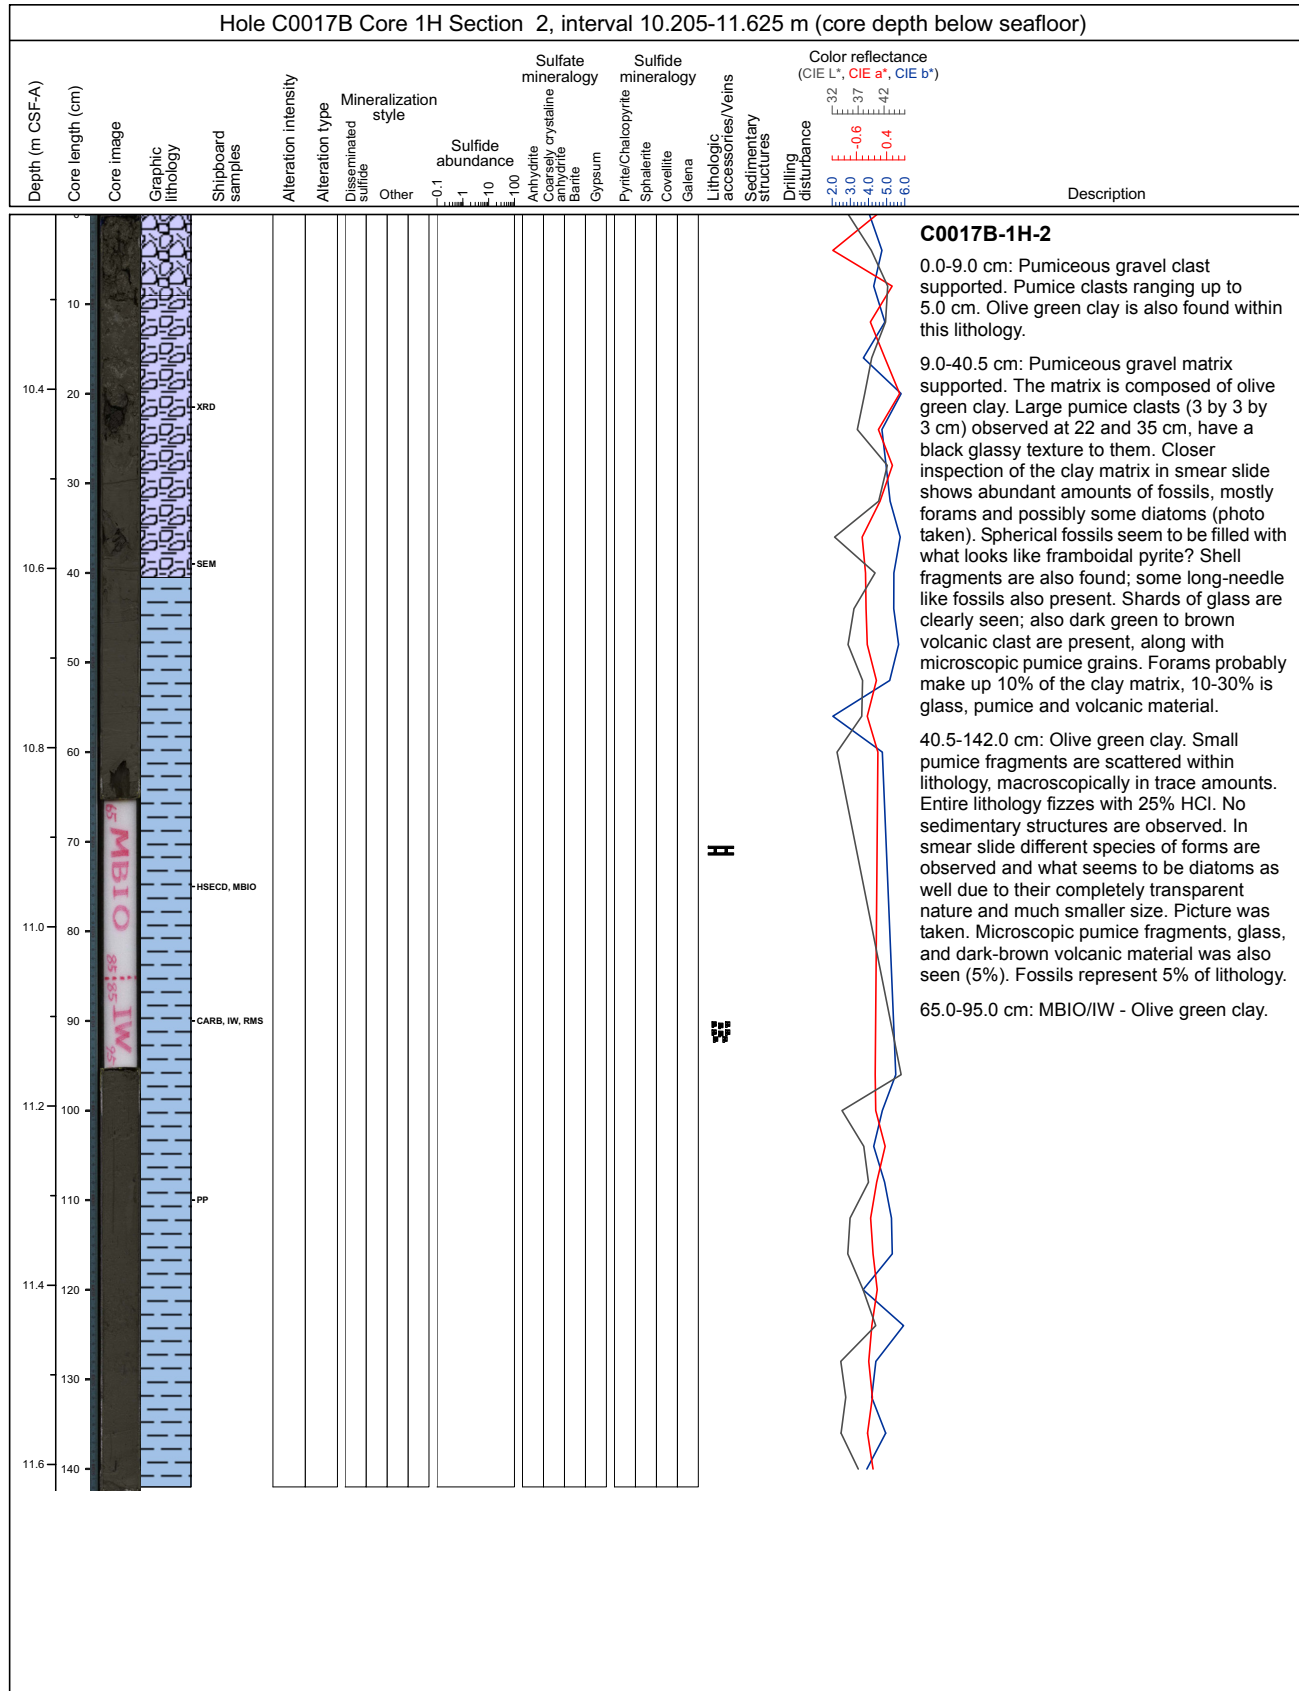 Hole C0017B Core 1H Section 2, interval 10.205-11.625 m (core depth below seafloor)
Depth (m CSF-A)
Core length (cm)
Core image
Graphic
lithology
Shipboard
samples
Alteration intensity
Alteration type
Mineralization
style
Disseminated
sulfide
Other
Sulfide
abundance
0.1
1
10
100
Sulfate
mineralogy
Anhydrite
Coarsely crystaline
anhydrite
Barite
Gypsum
Sulfide
mineralogy
Pyrite/Chalcopyrite
Sphalerite
Covellite
Galena
Lithologic
accessories/Veins
Sedimentary
structures
Drilling
disturbance
Color reflectance
(CIE L*, CIE a*, CIE b*)
32
37
42
-0.6
-0.4
2.0
3.0
4.0
5.0
6.0
Description
10.4
10.6
10.8
11.0
11.2
11.4
11.6
0
10
20
30
40
50
60
70
80
90
100
110
120
130
140
65 MBIO 85
85 IW 95
XRD
SEM
HSECD, MBIO
CARB, IW, RMS
PP
C0017B-1H-2
0.0-9.0 cm: Pumiceous gravel clast
supported. Pumice clasts ranging up to
5.0 cm. Olive green clay is also found within
this lithology.
9.0-40.5 cm: Pumiceous gravel matrix
supported. The matrix is composed of olive
green clay. Large pumice clasts (3 by 3 by
3 cm) observed at 22 and 35 cm, have a
black glassy texture to them. Closer
inspection of the clay matrix in smear slide
shows abundant amounts of fossils, mostly
forams and possibly some diatoms (photo
taken). Spherical fossils seem to be filled with
what looks like framboidal pyrite? Shell
fragments are also found; some long-needle
like fossils also present. Shards of glass are
clearly seen; also dark green to brown
volcanic clast are present, along with
microscopic pumice grains. Forams probably
make up 10% of the clay matrix, 10-30% is
glass, pumice and volcanic material.
40.5-142.0 cm: Olive green clay. Small
pumice fragments are scattered within
lithology, macroscopically in trace amounts.
Entire lithology fizzes with 25% HCl. No
sedimentary structures are observed. In
smear slide different species of forms are
observed and what seems to be diatoms as
well due to their completely transparent
nature and much smaller size. Picture was
taken. Microscopic pumice fragments, glass,
and dark-brown volcanic material was also
seen (5%). Fossils represent 5% of lithology.
65.0-95.0 cm: MBIO/IW - Olive green clay.